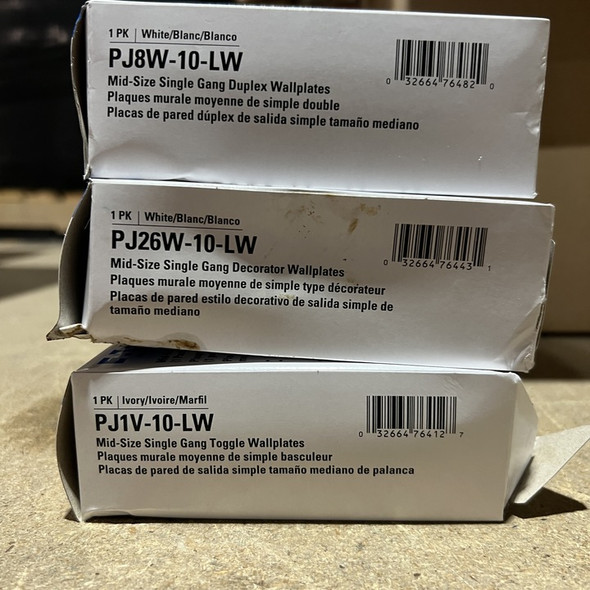 1 PK | White/Blanc/Blanco
PJ8W-10-LW
Mid-Size Single Gang Duplex Wallplates
Plaques murale moyenne de simple double
Placas de pared dúplex de salida simple tamaño mediano
0 32664 76482 0
1 PK | White/Blanc/Blanco
PJ26W-10-LW
Mid-Size Single Gang Decorator Wallplates
Plaques murale moyenne de simple type décorateur
Placas de pared estilo decorativo de salida simple de
tamaño mediano
0 32664 76443 1
1 PK | Ivory/Ivoire/Marfil
PJ1V-10-LW
Mid-Size Single Gang Toggle Wallplates
Plaques murale moyenne de simple basculeur
Placas de pared de salida simple tamaño mediano de palanca
0 32664 76412 7